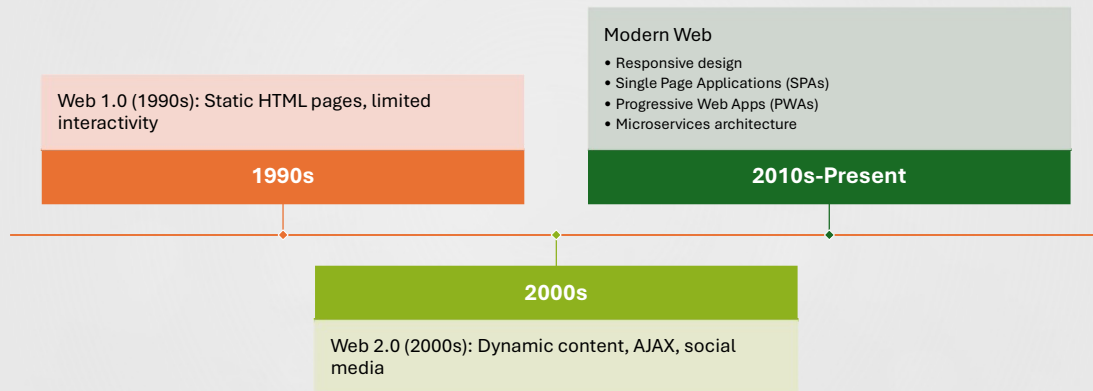 Web 1.0 (1990s): Static HTML pages, limited
interactivity
1990s
2000s
Web 2.0 (2000s): Dynamic content, AJAX, social
media
Modern Web
• Responsive design
• Single Page Applications (SPAs)
• Progressive Web Apps (PWAs)
• Microservices architecture
2010s-Present